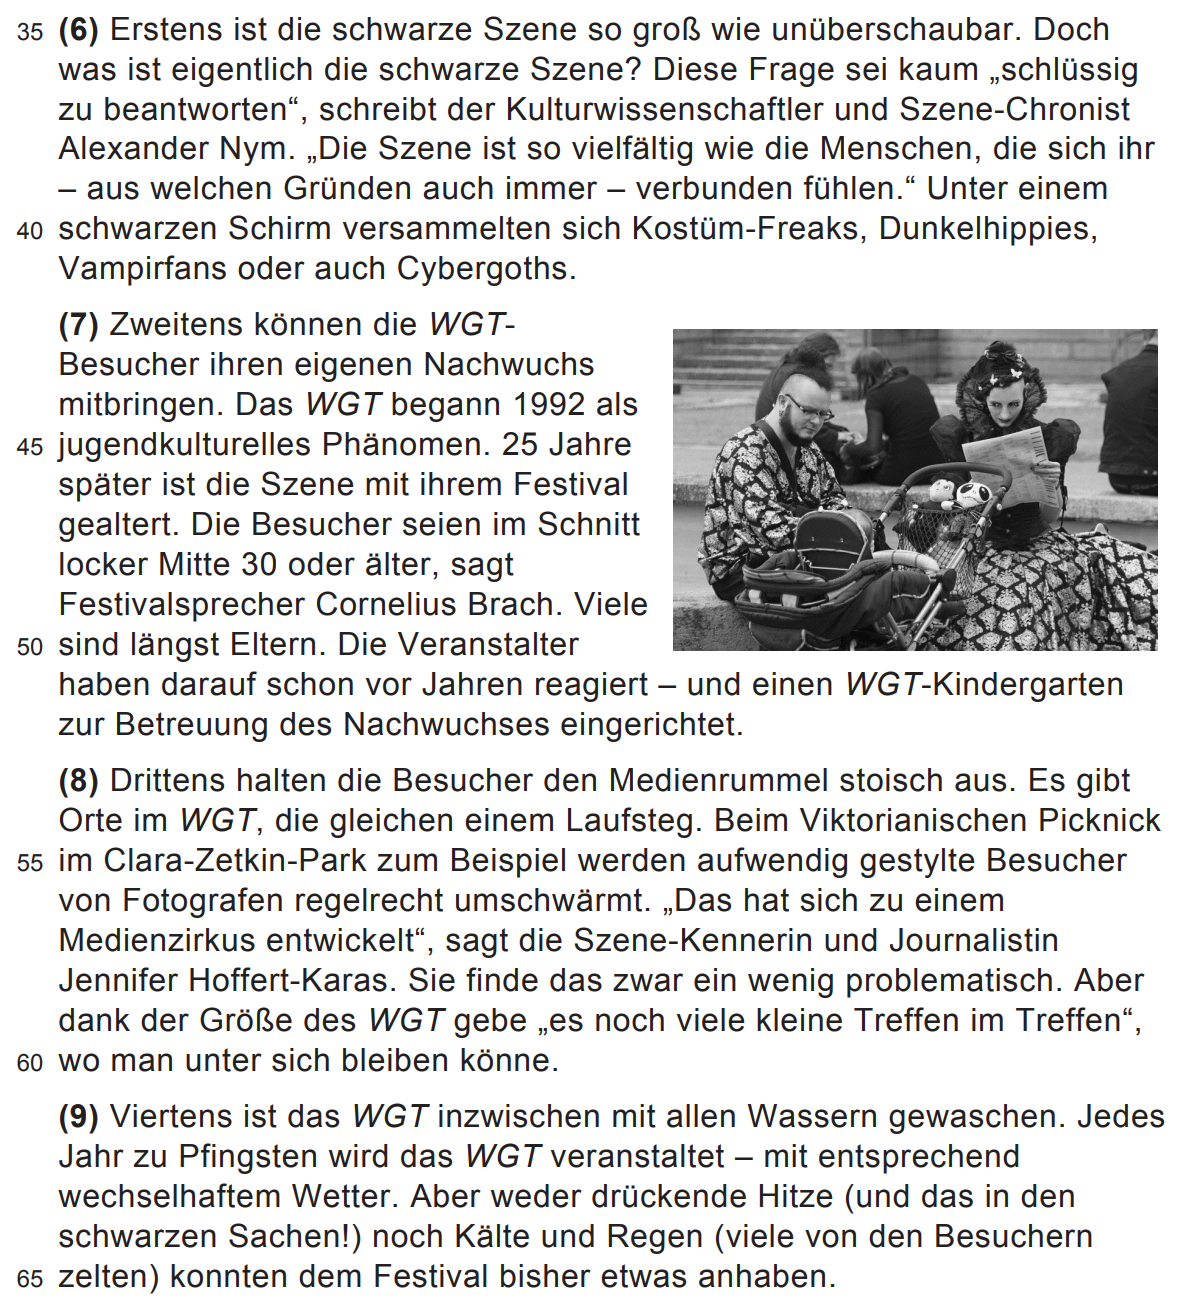 35 (6) Erstens ist die schwarze Szene so groß wie unüberschaubar. Doch
was ist eigentlich die schwarze Szene? Diese Frage sei kaum „schlüssig
zu beantworten“, schreibt der Kulturwissenschaftler und Szene-Chronist
Alexander Nym. „Die Szene ist so vielfältig wie die Menschen, die sich ihr
– aus welchen Gründen auch immer – verbunden fühlen.“ Unter einem
40 schwarzen Schirm versammelten sich Kostüm-Freaks, Dunkelhippies,
Vampirfans oder auch Cybergoths.
(7) Zweitens können die WGT-
Besucher ihren eigenen Nachwuchs
mitbringen. Das WGT begann 1992 als
45 jugendkulturelles Phänomen. 25 Jahre
später ist die Szene mit ihrem Festival
gealtert. Die Besucher seien im Schnitt
locker Mitte 30 oder älter, sagt
Festivalsprecher Cornelius Brach. Viele
50 sind längst Eltern. Die Veranstalter
haben darauf schon vor Jahren reagiert – und einen WGT-Kindergarten
zur Betreuung des Nachwuchses eingerichtet.
(8) Drittens halten die Besucher den Medienrummel stoisch aus. Es gibt
Orte im WGT, die gleichen einem Laufsteg. Beim Viktorianischen Picknick
55 im Clara-Zetkin-Park zum Beispiel werden aufwendig gestylte Besucher
von Fotografen regelrecht umschwärmt. „Das hat sich zu einem
Medienzirkus entwickelt“, sagt die Szene-Kennerin und Journalistin
Jennifer Hoffert-Karas. Sie finde das zwar ein wenig problematisch. Aber
dank der Größe des WGT gebe „es noch viele kleine Treffen im Treffen“,
60 wo man unter sich bleiben könne.
(9) Viertens ist das WGT inzwischen mit allen Wassern gewaschen. Jedes
Jahr zu Pfingsten wird das WGT veranstaltet – mit entsprechend
wechselhaftem Wetter. Aber weder drückende Hitze (und das in den
schwarzen Sachen!) noch Kälte und Regen (viele von den Besuchern
65 zelten) konnten dem Festival bisher etwas anhaben.